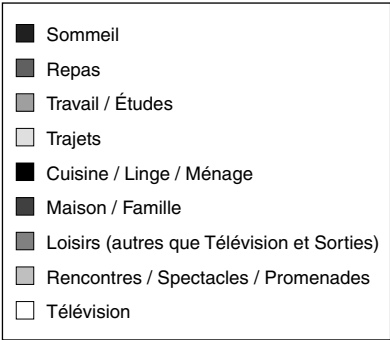 Sommeil
Repas
Travail / Études
Trajets
Cuisine / Linge / Ménage
Maison / Famille
Loisirs (autres que Télévision et Sorties)
Rencontres / Spectacles / Promenades
Télévision